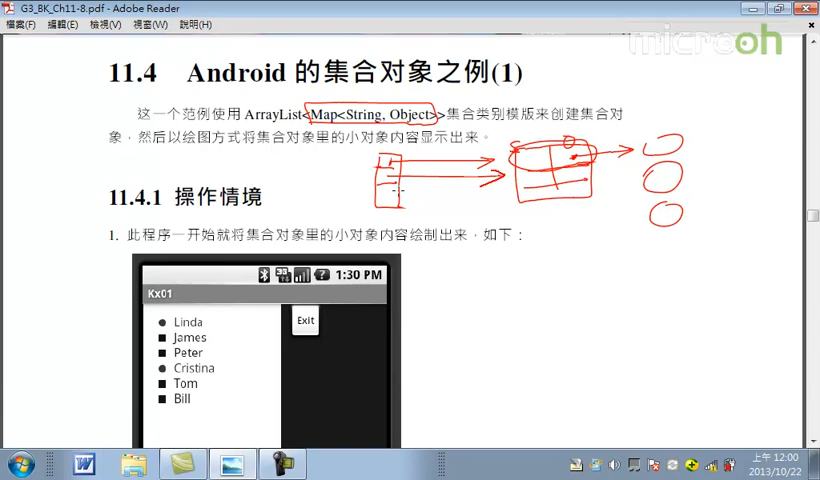 G3_BK_Ch11-8.pdf - Adobe Reader
檔案(F) 編輯(E) 檢視(V) 視窗(W) 說明(H)
microoh
11.4 Android 的集合对象之例(1)
这一个范例使用 ArrayList<Map<String, Object>>集合类别模版来创建集合对
象，然后以绘图方式将集合对象里的小对象内容显示出来。
11.4.1 操作情境
1. 此程序一开始就将集合对象里的小对象内容绘制出来，如下：
1:30 PM
Kx01
Linda
Exit
James
Peter
Cristina
Tom
Bill
上午 12:00
2013/10/22